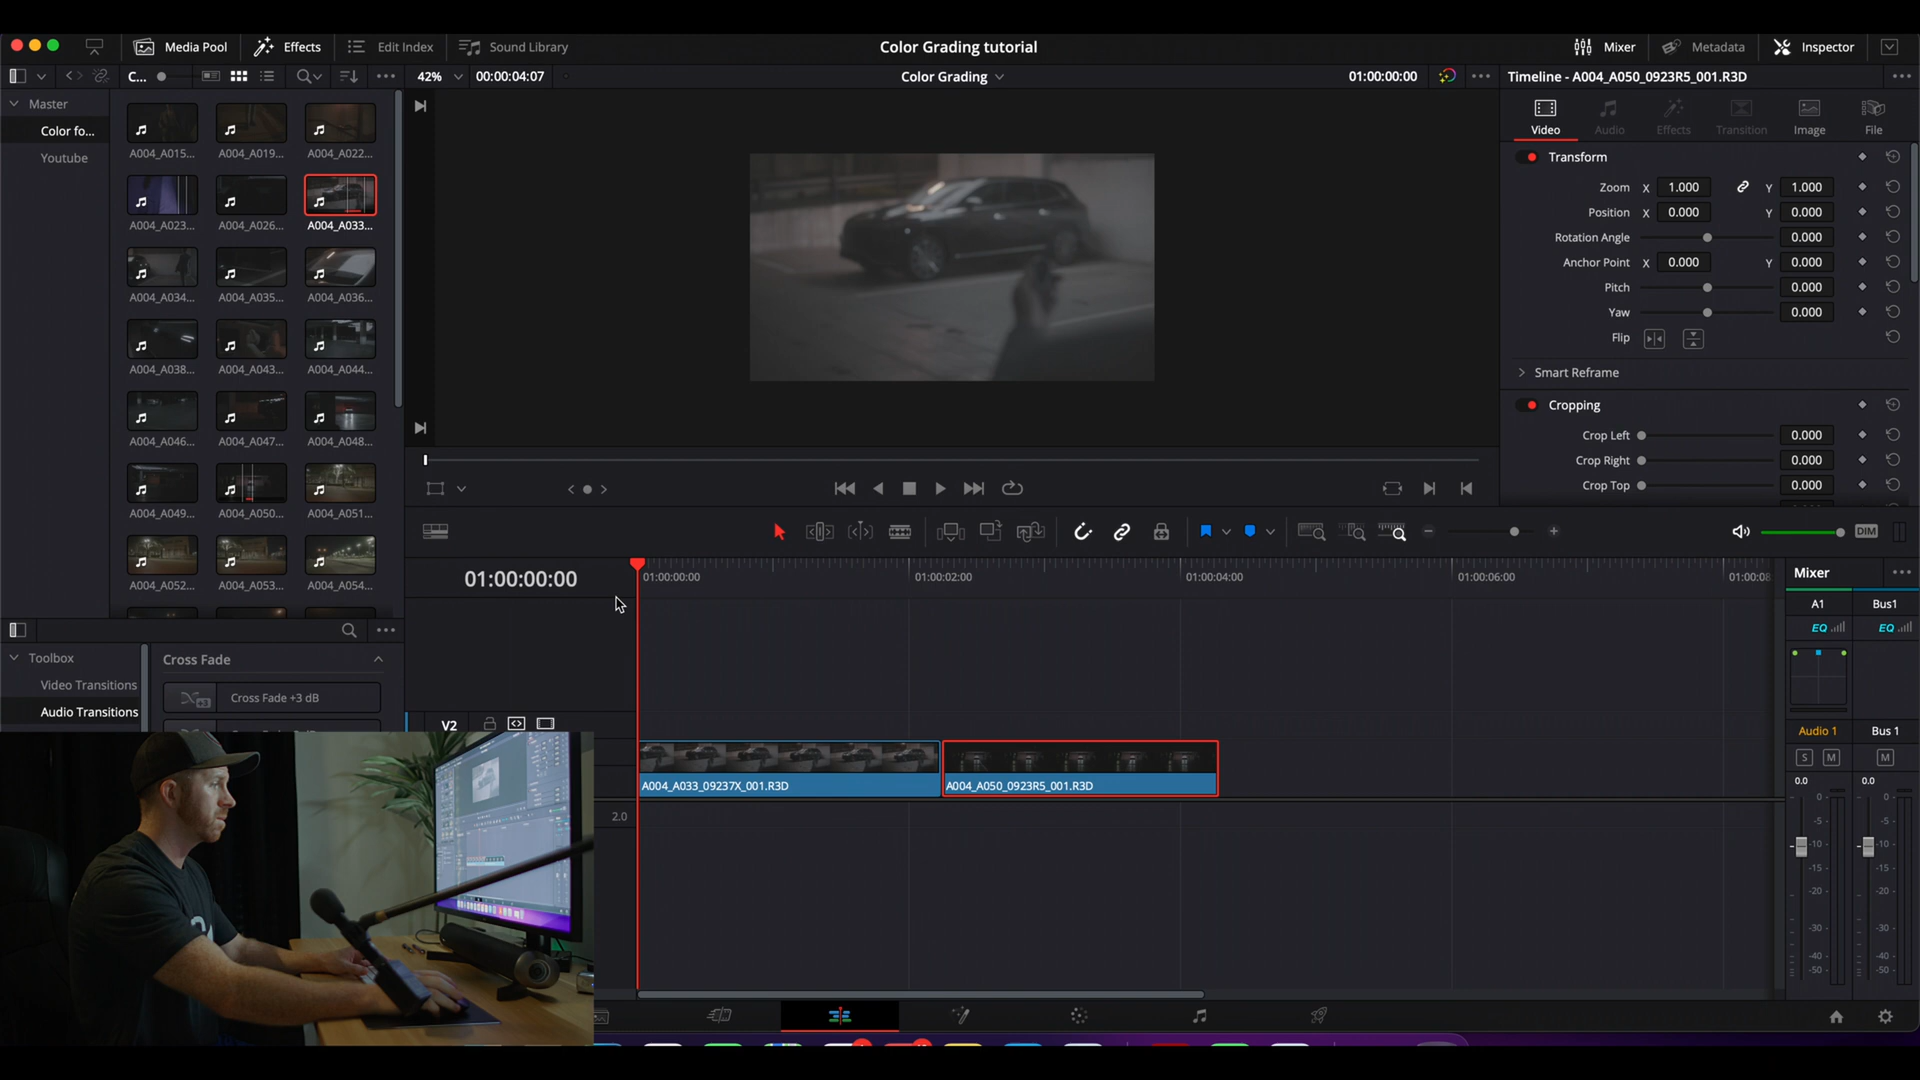 Media Pool Effects Edit Index Sound Library Color Grading tutorial Mixer Metadata Inspector
C... 42% 00:00:04:07 Color Grading 01:00:00:00 Timeline - A004_A050_0923R5_001.R3D
Master
Color fo...
Youtube
A004_A015... A004_A019... A004_A022...
A004_A023... A004_A026... A004_A033...
A004_A034... A004_A035... A004_A036...
A004_A038... A004_A043... A004_A044...
A004_A046... A004_A047... A004_A048...
A004_A049... A004_A050... A004_A051...
A004_A052... A004_A053... A004_A054...
Video Audio Effects Transition Image File
Transform
Zoom X 1.000 Y 1.000
Position X 0.000 Y 0.000
Rotation Angle 0.000
Anchor Point X 0.000 Y 0.000
Pitch 0.000
Yaw 0.000
Flip
Smart Reframe
Cropping
Crop Left 0.000
Crop Right 0.000
Crop Top 0.000
DIM
Toolbox
Video Transitions
Audio Transitions
Cross Fade
Cross Fade +3 dB
01:00:00:00
01:00:00:00 01:00:02:00 01:00:04:00 01:00:06:00 01:00:08
V2
A004_A033_09237X_001.R3D A004_A050_0923R5_001.R3D
2.0
Mixer
A1 Bus1
EQ EQ
Audio 1 Bus 1
S M M
0.0 0.0
0 0
-5 -5
-10 -10
-15 -15
-20 -20
-30 -30
-40 -40
-50 -50